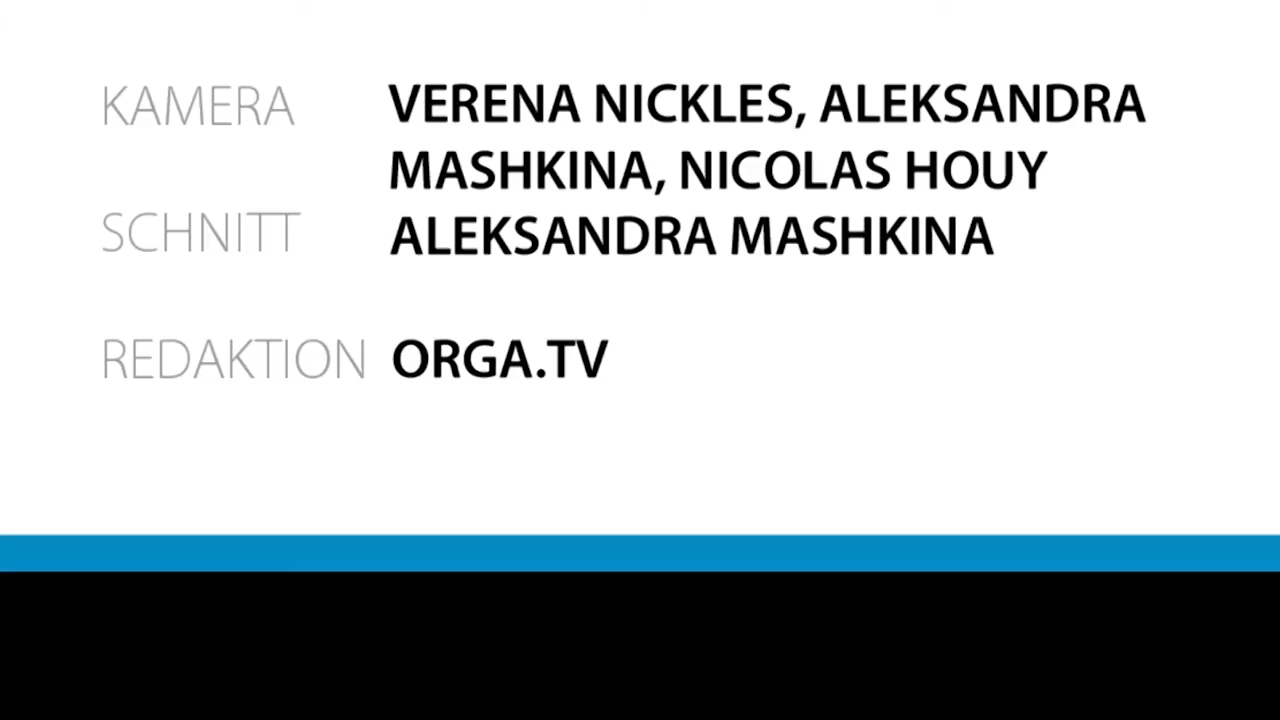 KAMERA VERENA NICKLES, ALEKSANDRA
MASHKINA, NICOLAS HOUY
SCHNITT ALEKSANDRA MASHKINA
REDAKTION ORGA.TV